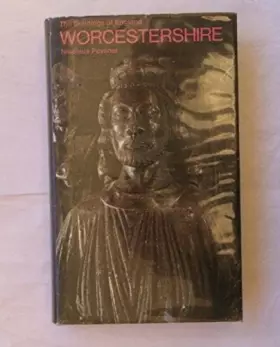 The Buildings of England
WORCESTERSHIRE
Nikolaus Pevsner